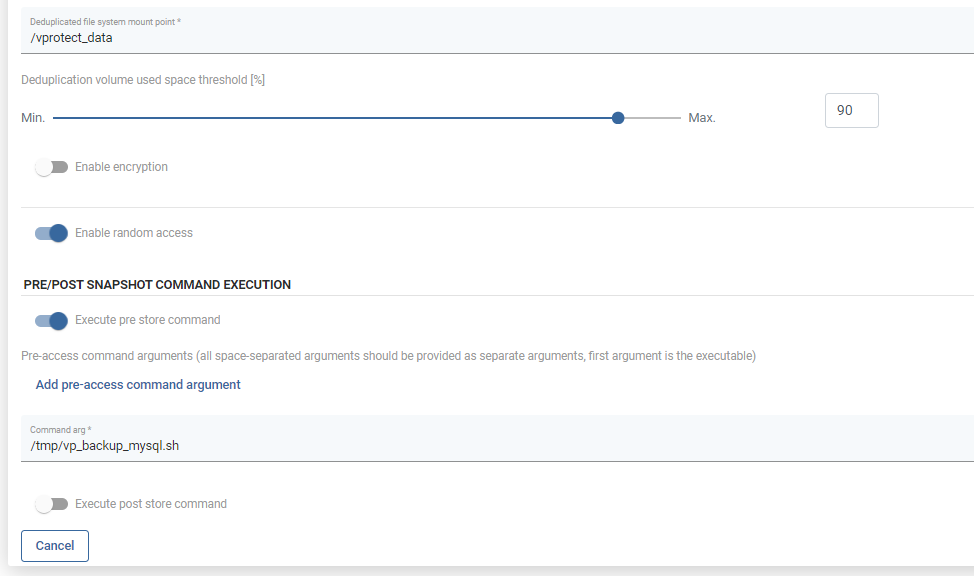 Deduplicated file system mount point *
/vprotect_data
Deduplication volume used space threshold [%]
Min. Max. 90
Enable encryption
Enable random access
PRE/POST SNAPSHOT COMMAND EXECUTION
Execute pre store command
Pre-access command arguments (all space-separated arguments should be provided as separate arguments, first argument is the executable)
Add pre-access command argument
Command arg *
/tmp/vp_backup_mysql.sh
Execute post store command
Cancel